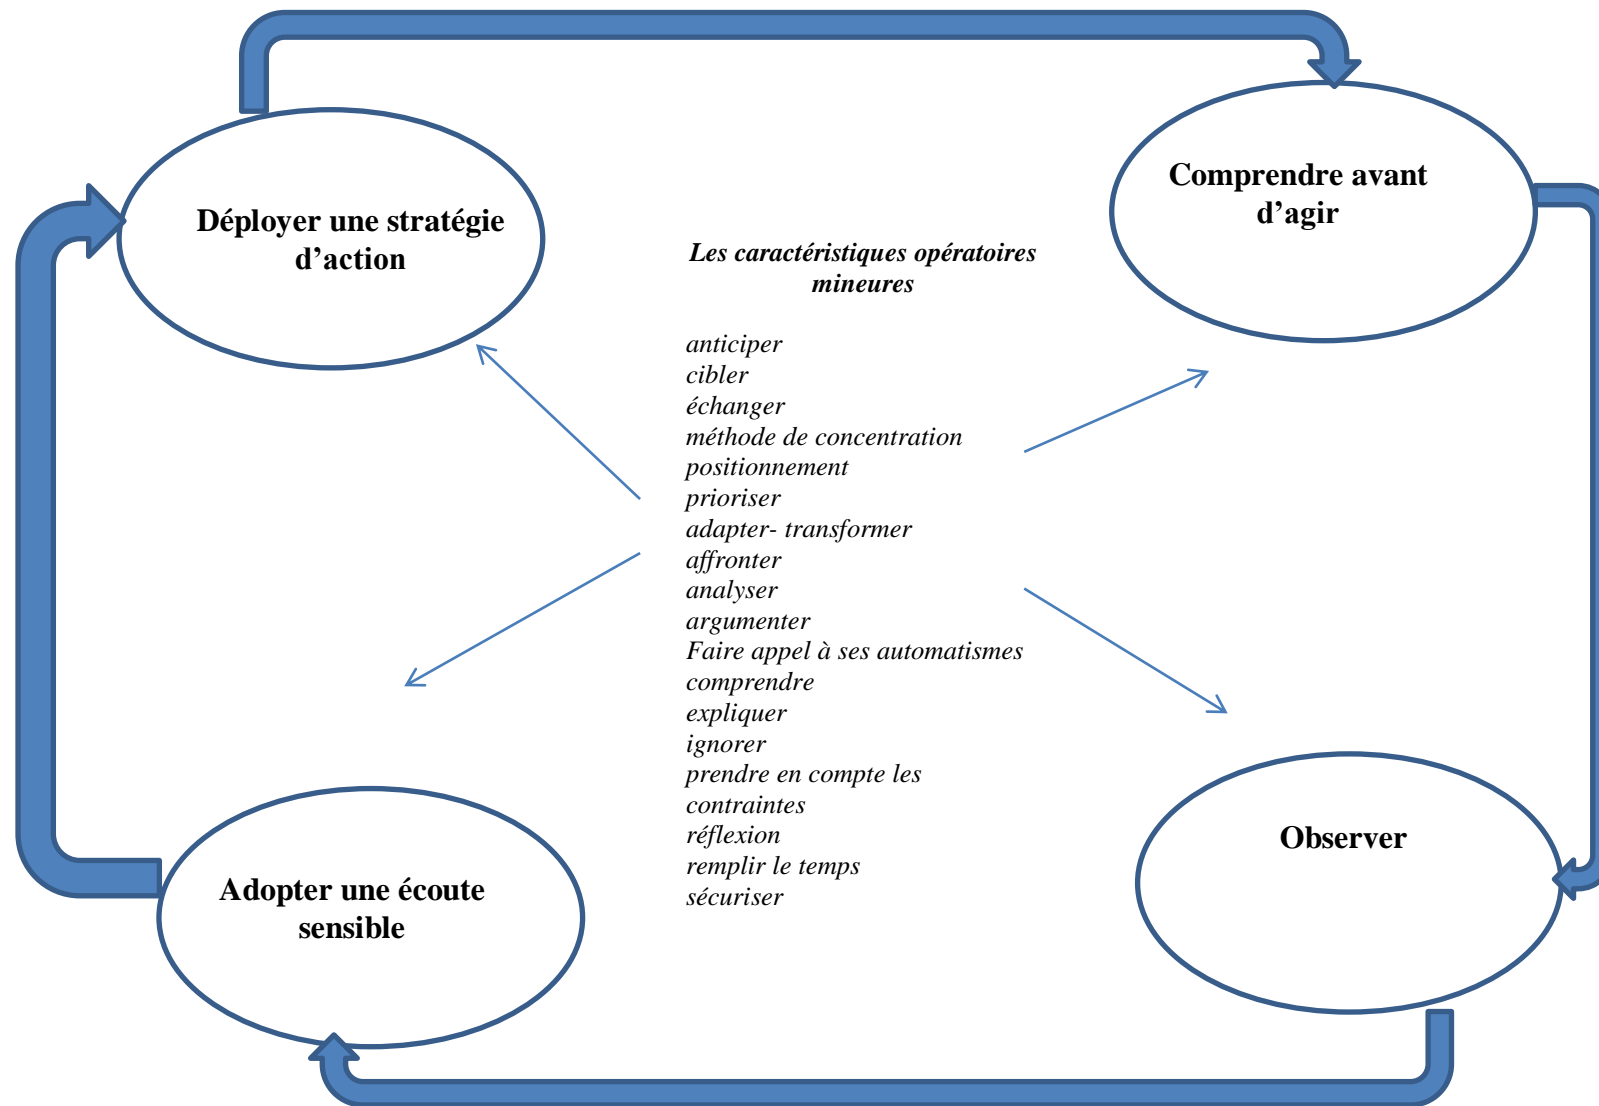 Déployer une stratégie
d’action
Comprendre avant
d’agir
Les caractéristiques opératoires
mineures
anticiper
cibler
échanger
méthode de concentration
positionnement
prioriser
adapter- transformer
affronter
analyser
argumenter
Faire appel à ses automatismes
comprendre
expliquer
ignorer
prendre en compte les
contraintes
réflexion
remplir le temps
sécuriser
Adopter une écoute
sensible
Observer